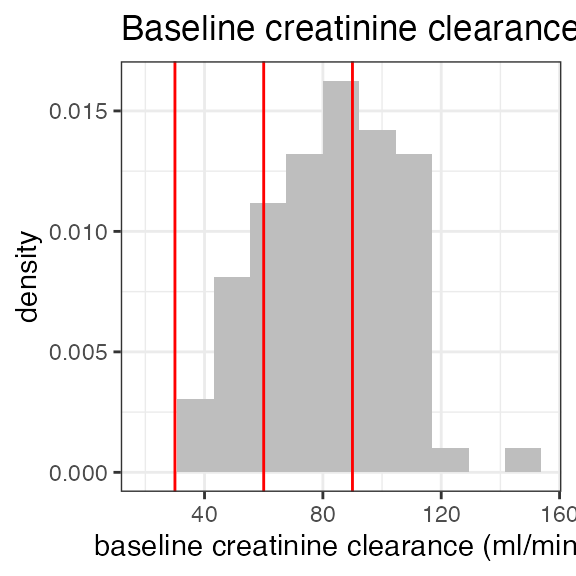 Baseline creatinine clearance
density
0.015
0.010
0.005
0.000
40 80 120 160
baseline creatinine clearance (ml/min